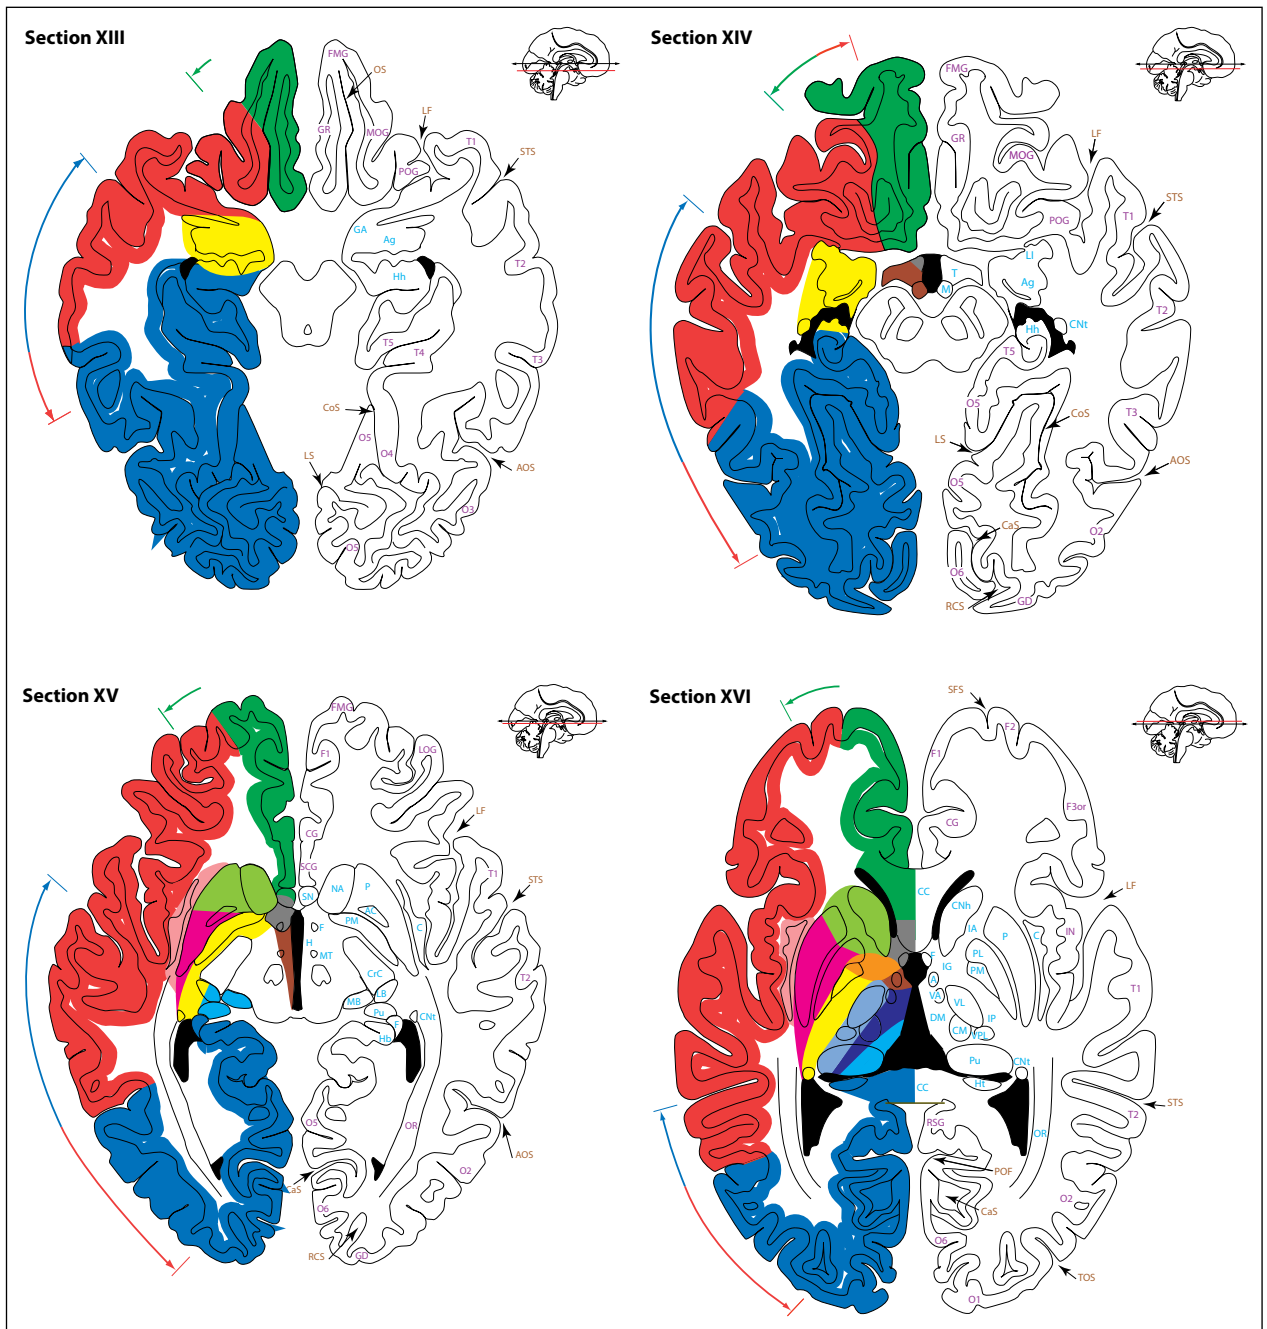 Section XIII
FMG
OS
LF
GR
MOG
T1
STS
POG
GA
Ag
T2
Hh
T5
T4
T3
CoS
O5
O4
LS
AOS
O3
O5
Section XIV
FMG
GR
LF
MOG
STS
POG
T1
LI
T
Ag
M
T2
CNt
Hh
T5
O5
CoS
T3
LS
AOS
O5
CaS
O2
O6
RCS
GD
Section XV
FMG
F1
LOG
LF
CG
SCG
T1
STS
NA
P
SN
AC
PM
F
C
H
MT
T2
CrC
LB
MB
Pu
CNt
F
Hb
O5
OR
AOS
O2
CaS
O6
RCS
GD
Section XVI
SFS
F2
F1
F3or
CG
CC
LF
CNh
IA
P
C
IN
F
PL
IG
PM
A
T1
VA
VL
DM
IP
CM
VPL
Pu
CNt
Ht
CC
STS
RSG
T2
OR
POF
O2
CaS
O6
TOS
O1